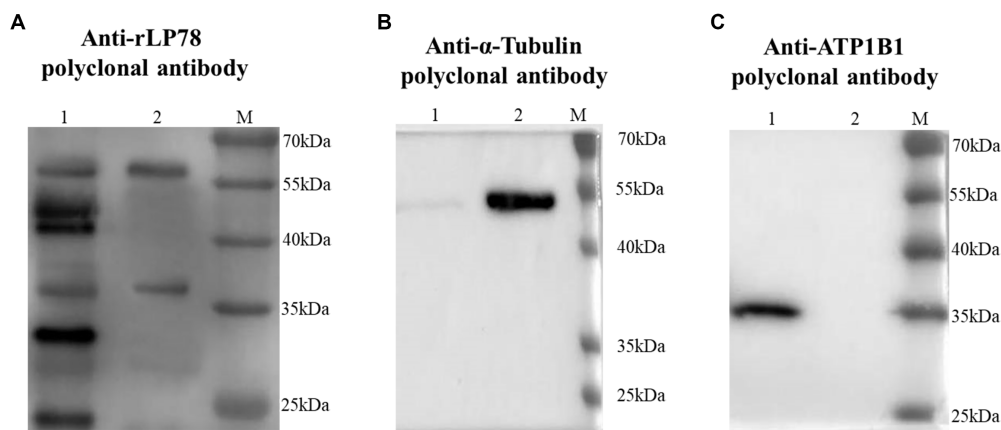 A
Anti-rLP78
polyclonal antibody
1 2 M
70kDa
55kDa
40kDa
35kDa
25kDa
B
Anti-α-Tubulin
polyclonal antibody
1 2 M
70kDa
55kDa
40kDa
35kDa
25kDa
C
Anti-ATP1B1
polyclonal antibody
1 2 M
70kDa
55kDa
40kDa
35kDa
25kDa